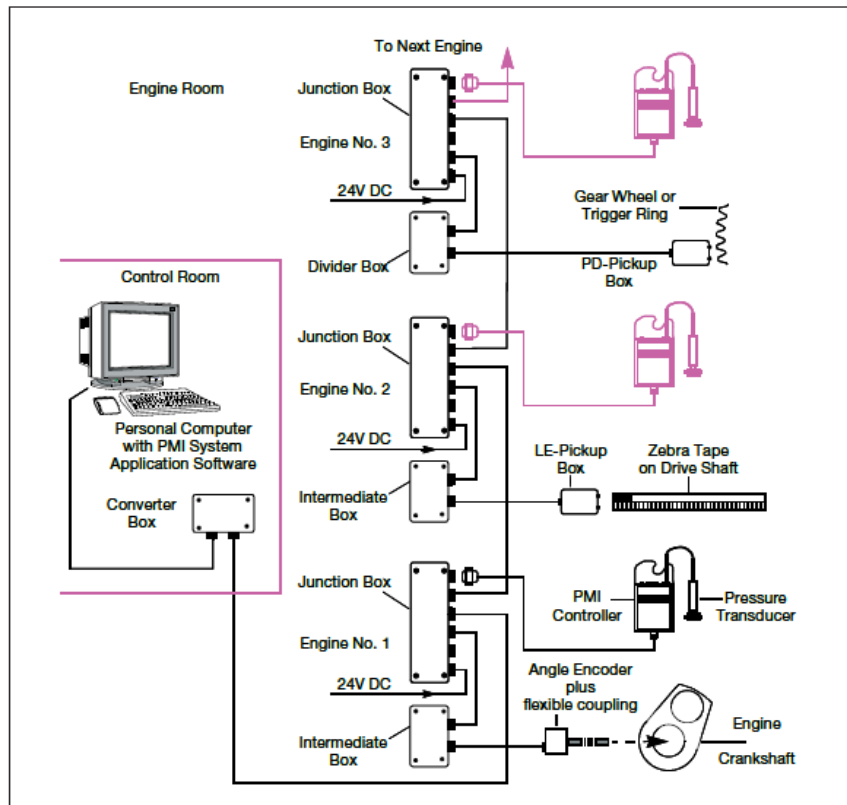 To Next Engine
Engine Room
Junction Box
Engine No. 3
24V DC
Gear Wheel or
Trigger Ring
Divider Box
PD-Pickup
Box
Control Room
Junction Box
Engine No. 2
Personal Computer
with PMI System
Application Software
24V DC
LE-Pickup
Box
Zebra Tape
on Drive Shaft
Converter
Box
Intermediate
Box
Junction Box
PMI
Controller
Pressure
Transducer
Engine No. 1
24V DC
Angle Encoder
plus
flexible coupling
Intermediate
Box
Engine
Crankshaft